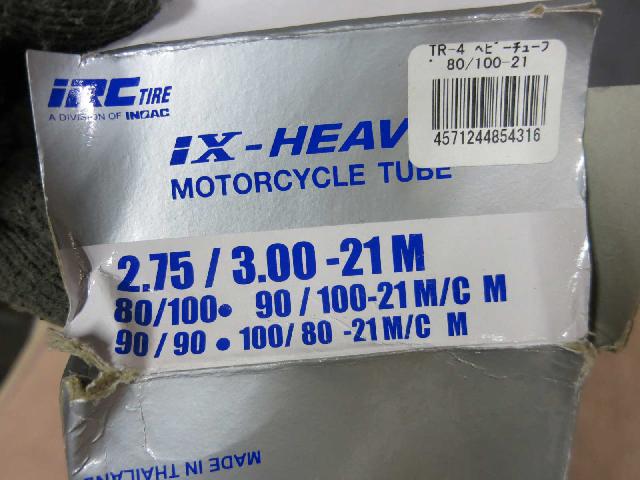 iRC TIRE
A DIVISION OF INOAC
TR-4 ヘビーチューブ
80/100-21
4571244854316
iX-HEAV
MOTORCYCLE TUBE
2.75 / 3.00 -21 M
80/100• 90 / 100-21 M/C M
90 / 90 • 100/ 80 -21 M/C M
MADE IN THAILAN